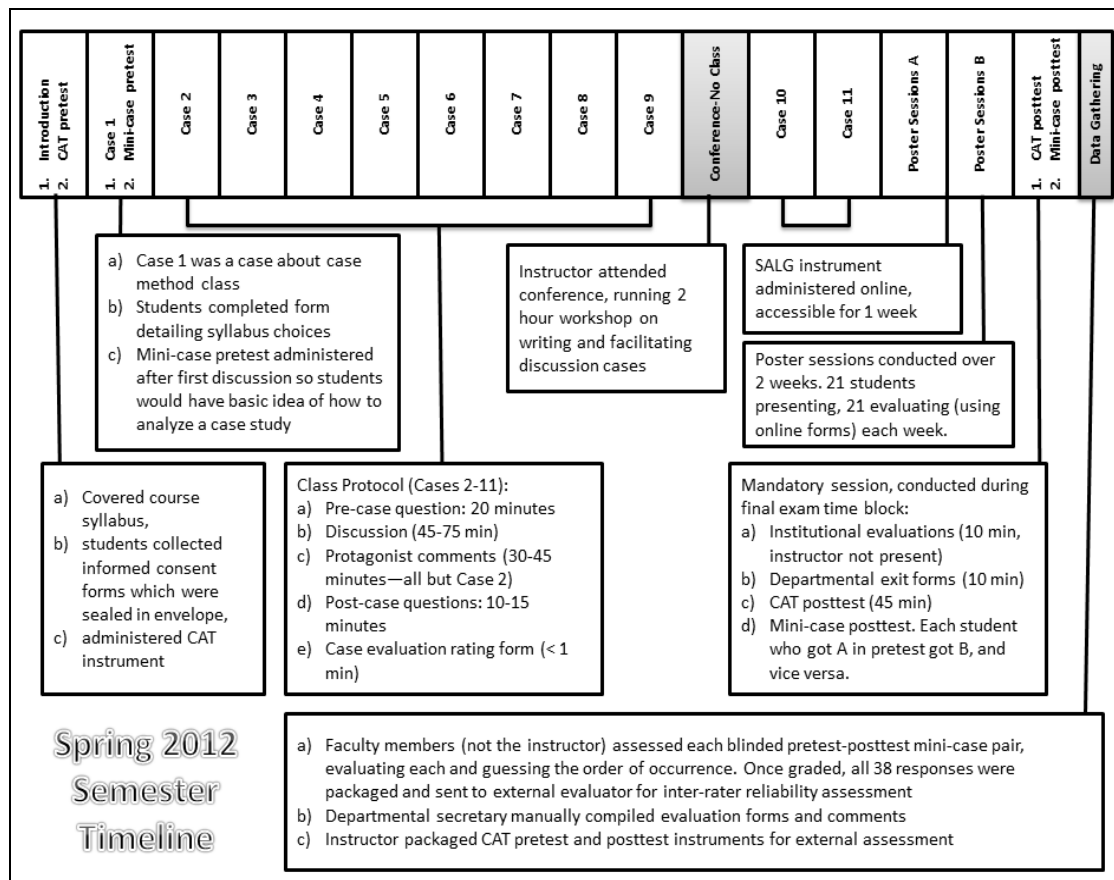 1. Introduction
2. CAT pretest
1. Case 1
2. Mini-case pretest
Case 2
Case 3
Case 4
Case 5
Case 6
Case 7
Case 8
Case 9
Conference-No Class
Case 10
Case 11
Poster Sessions A
Poster Sessions B
1. CAT posttest
2. Mini-case posttest
Data Gathering
a) Case 1 was a case about case
method class
b) Students completed form
detailing syllabus choices
c) Mini-case pretest administered
after first discussion so students
would have basic idea of how to
analyze a case study
Instructor attended
conference, running 2
hour workshop on
writing and facilitating
discussion cases
SALG instrument
administered online,
accessible for 1 week
Poster sessions conducted over
2 weeks. 21 students
presenting, 21 evaluating (using
online forms) each week.
a) Covered course
syllabus,
b) students collected
informed consent
forms which were
sealed in envelope,
c) administered CAT
instrument
Class Protocol (Cases 2-11):
a) Pre-case question: 20 minutes
b) Discussion (45-75 min)
c) Protagonist comments (30-45
minutes—all but Case 2)
d) Post-case questions: 10-15
minutes
e) Case evaluation rating form (< 1
min)
Mandatory session, conducted during
final exam time block:
a) Institutional evaluations (10 min,
instructor not present)
b) Departmental exit forms (10 min)
c) CAT posttest (45 min)
d) Mini-case posttest. Each student
who got A in pretest got B, and
vice versa.
Spring 2012
Semester
Timeline
a) Faculty members (not the instructor) assessed each blinded pretest-posttest mini-case pair,
evaluating each and guessing the order of occurrence. Once graded, all 38 responses were
packaged and sent to external evaluator for inter-rater reliability assessment
b) Departmental secretary manually compiled evaluation forms and comments
c) Instructor packaged CAT pretest and posttest instruments for external assessment